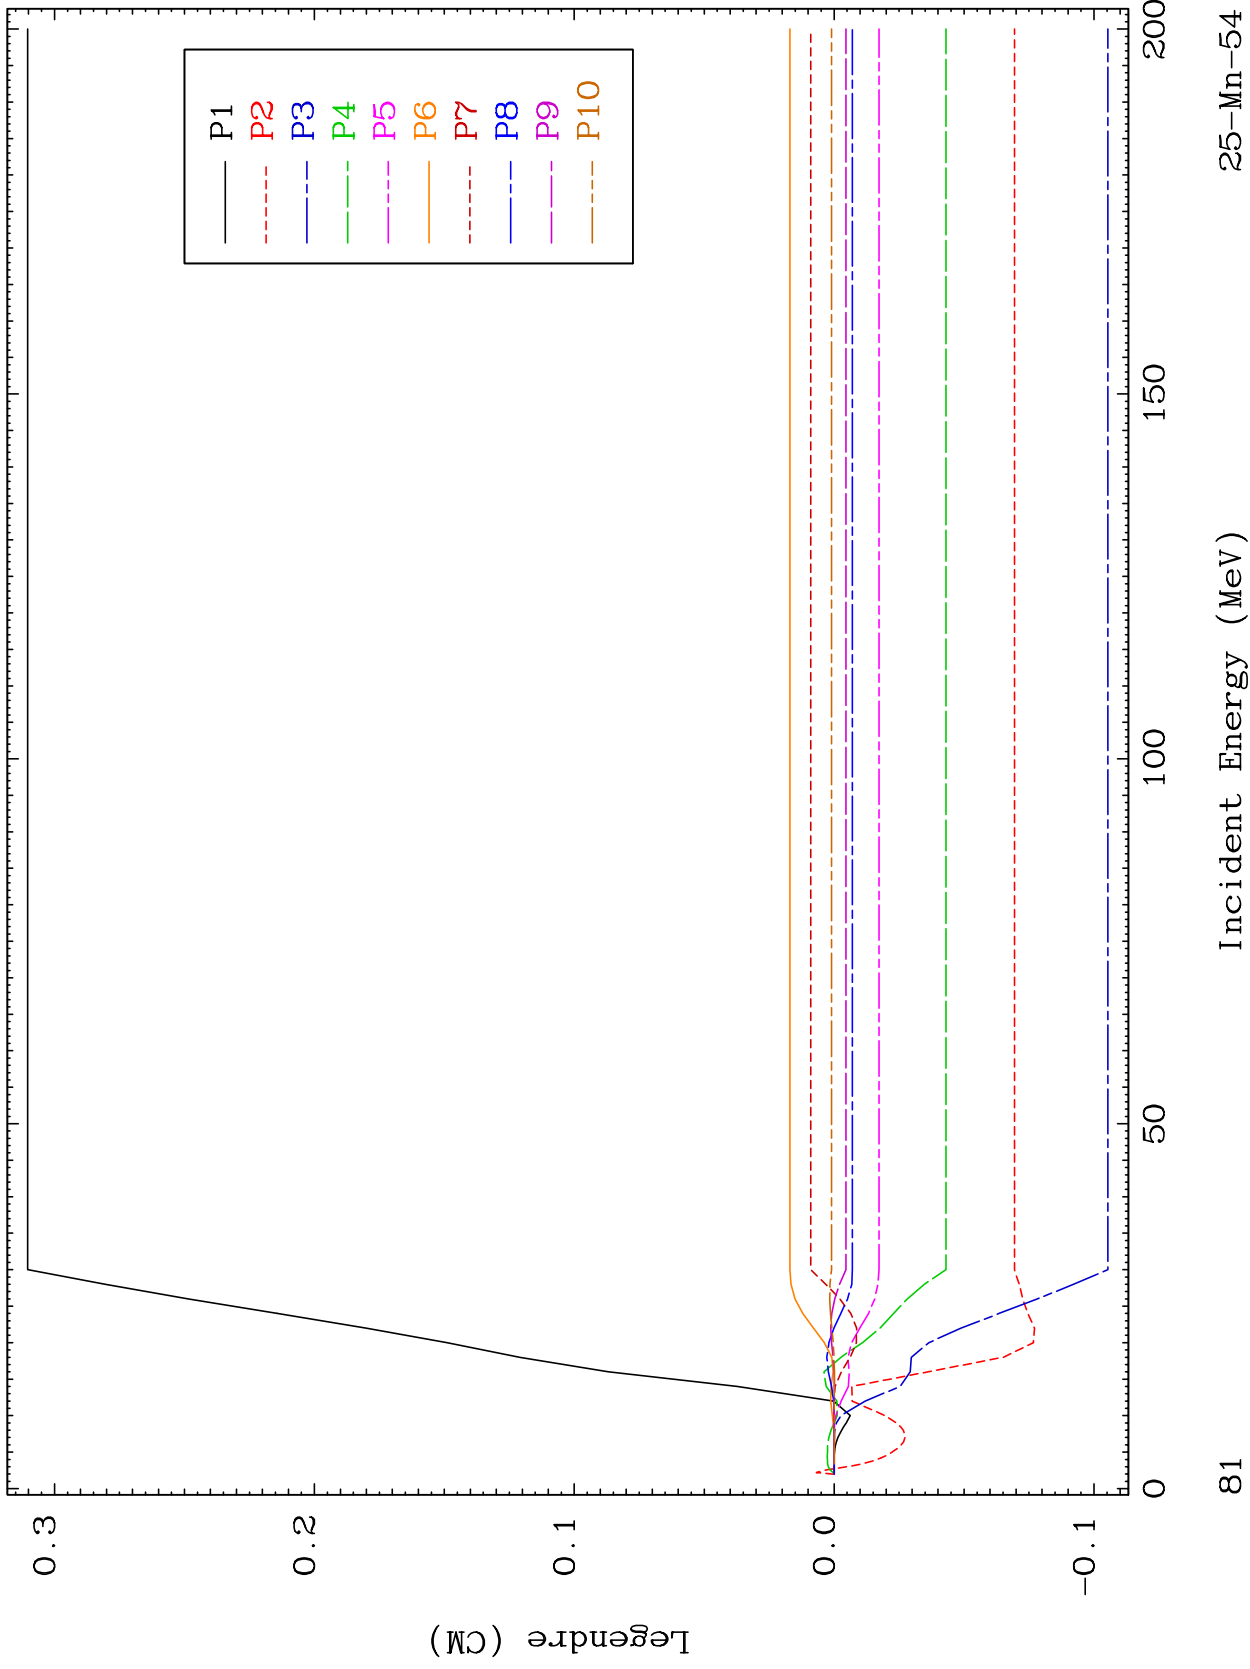 Legendre (CM)
0.3
0.2
0.1
0.0
-0.1
P1
P2
P3
P4
P5
P6
P7
P8
P9
P10
0
50
100
150
200
81
Incident Energy (MeV)
25-Mn-54